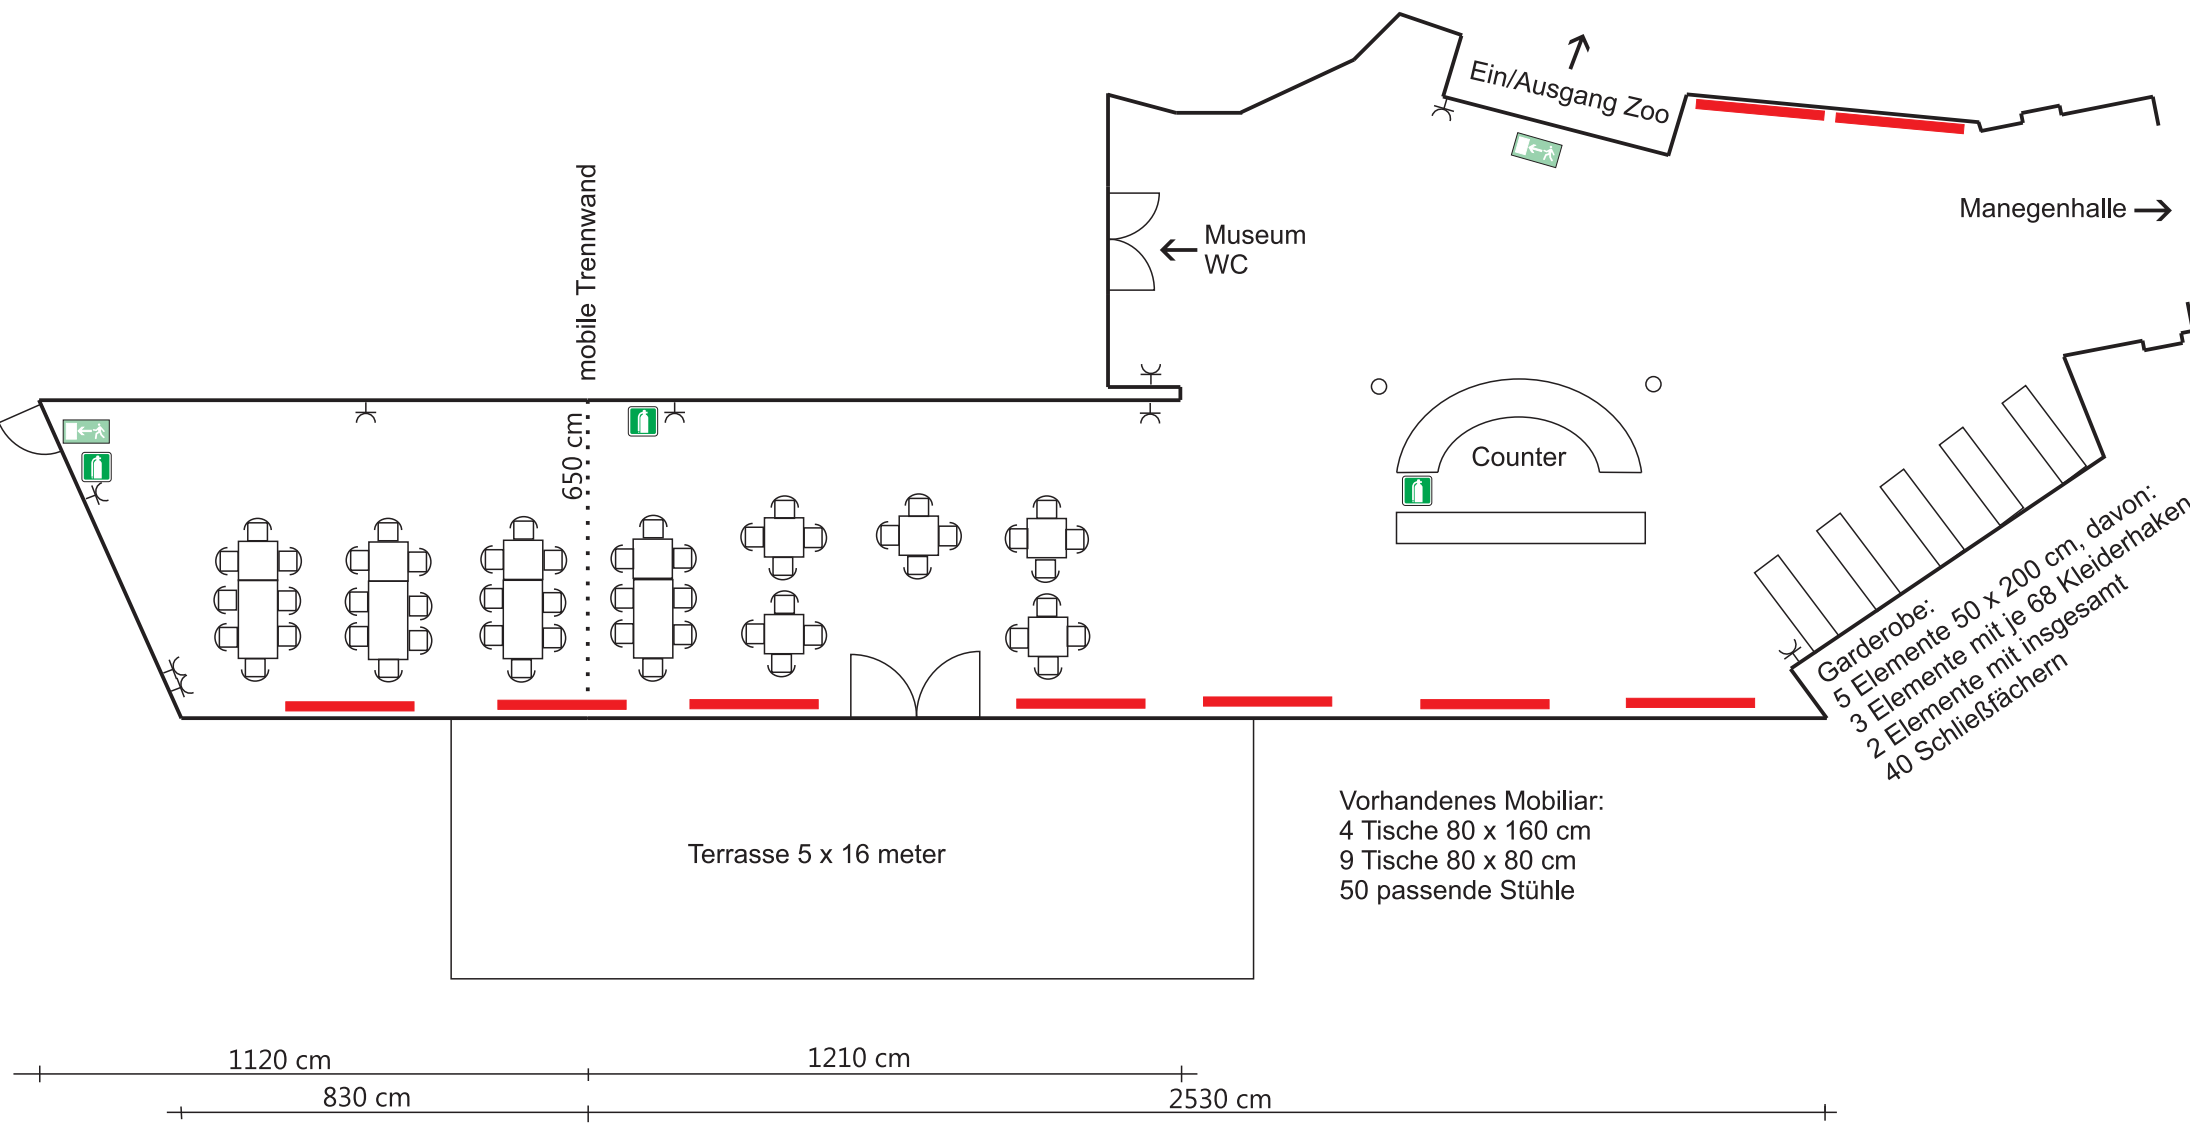 Ein/Ausgang Zoo
Manegenhalle
Museum
WC
mobile Trennwand
650 cm
Counter
Garderobe:
5 Elemente 50 x 200 cm, davon:
3 Elemente mit je 68 Kleiderhaken
2 Elemente mit insgesamt
40 Schließfächern
Vorhandenes Mobiliar:
4 Tische 80 x 160 cm
9 Tische 80 x 80 cm
50 passende Stühle
Terrasse 5 x 16 meter
1120 cm
1210 cm
830 cm
2530 cm